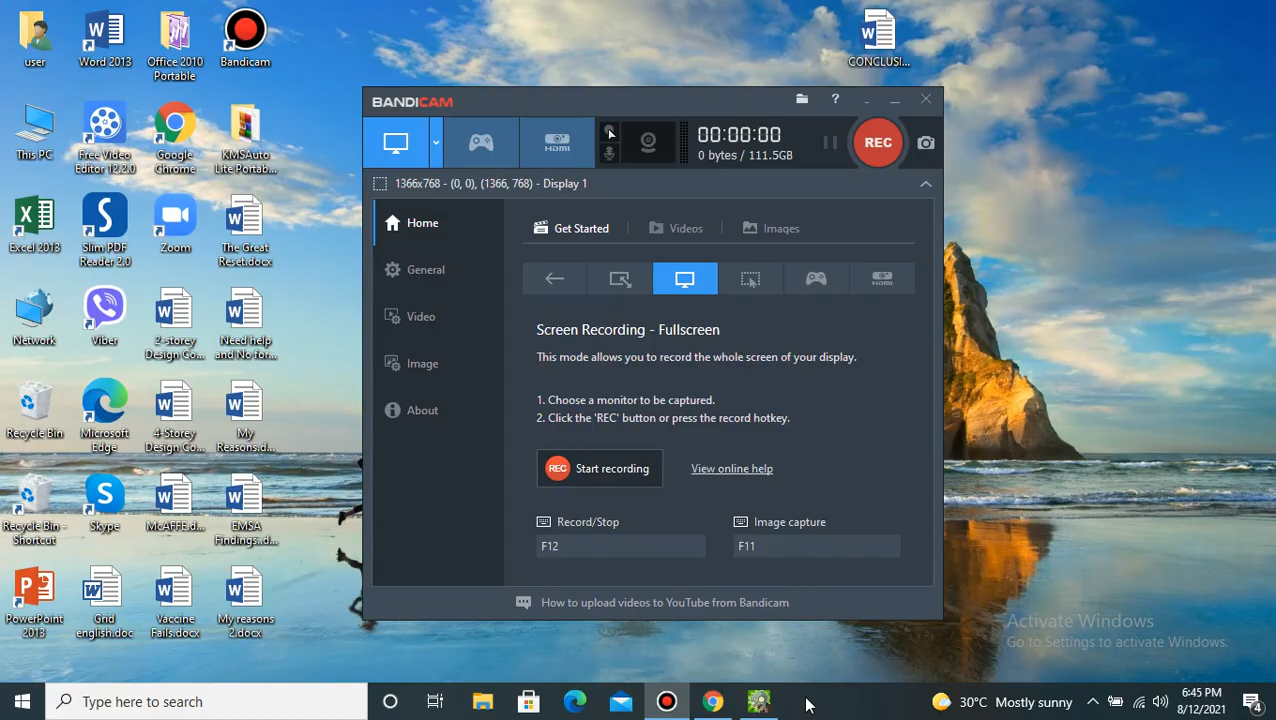 user
Word 2013
Office 2010
Portable
Bandicam
CONCLUSI...
This PC
Free Video
Editor 12.2.0
Google
Chrome
KMSAuto
Lite Portab...
Excel 2013
Slim PDF
Reader 2.0
Zoom
The Great
Reset.docx
Network
Viber
2-storey
Design Co...
Need help
and No for...
Recycle Bin
Microsoft
Edge
4-Storey
Design Co...
My
Reasons.d...
Recycle Bin -
Shortcut
Skype
McAFFE.d...
EMSA
Findings..d...
PowerPoint
2013
Grid
english.doc
Vaccine
Fails.docx
My reasons
2.docx
BANDICAM
?
HDMI
00:00:00
0 bytes / 111.5GB
REC
1366x768 - (0, 0), (1366, 768) - Display 1
Home
General
Video
Image
About
Get Started
Videos
Images
HDMI
Screen Recording - Fullscreen
This mode allows you to record the whole screen of your display.
1. Choose a monitor to be captured.
2. Click the 'REC' button or press the record hotkey.
REC Start recording
View online help
Record/Stop
Image capture
F12
F11
How to upload videos to YouTube from Bandicam
Activate Windows
Go to Settings to activate Windows.
Type here to search
30°C Mostly sunny
6:45 PM
8/12/2021
4